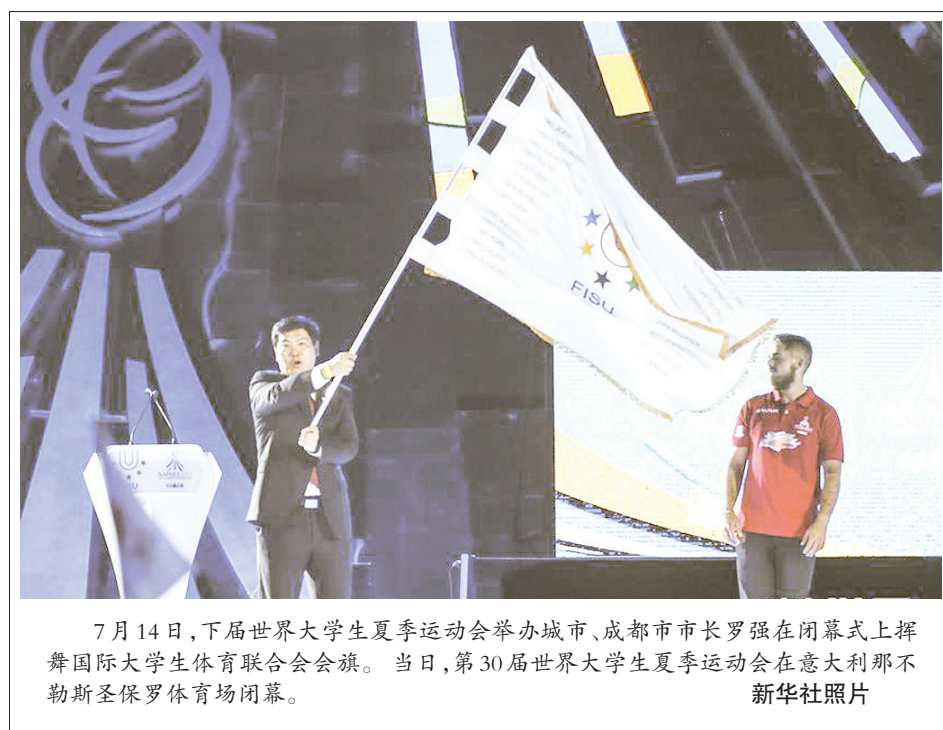 FISU
NAPOLI
7月14日,下届世界大学生夏季运动会举办城市、成都市市长罗强在闭幕式上挥
舞国际大学生体育联合会会旗。 当日,第30届世界大学生夏季运动会在意大利那不
勒斯圣保罗体育场闭幕。
新华社照片